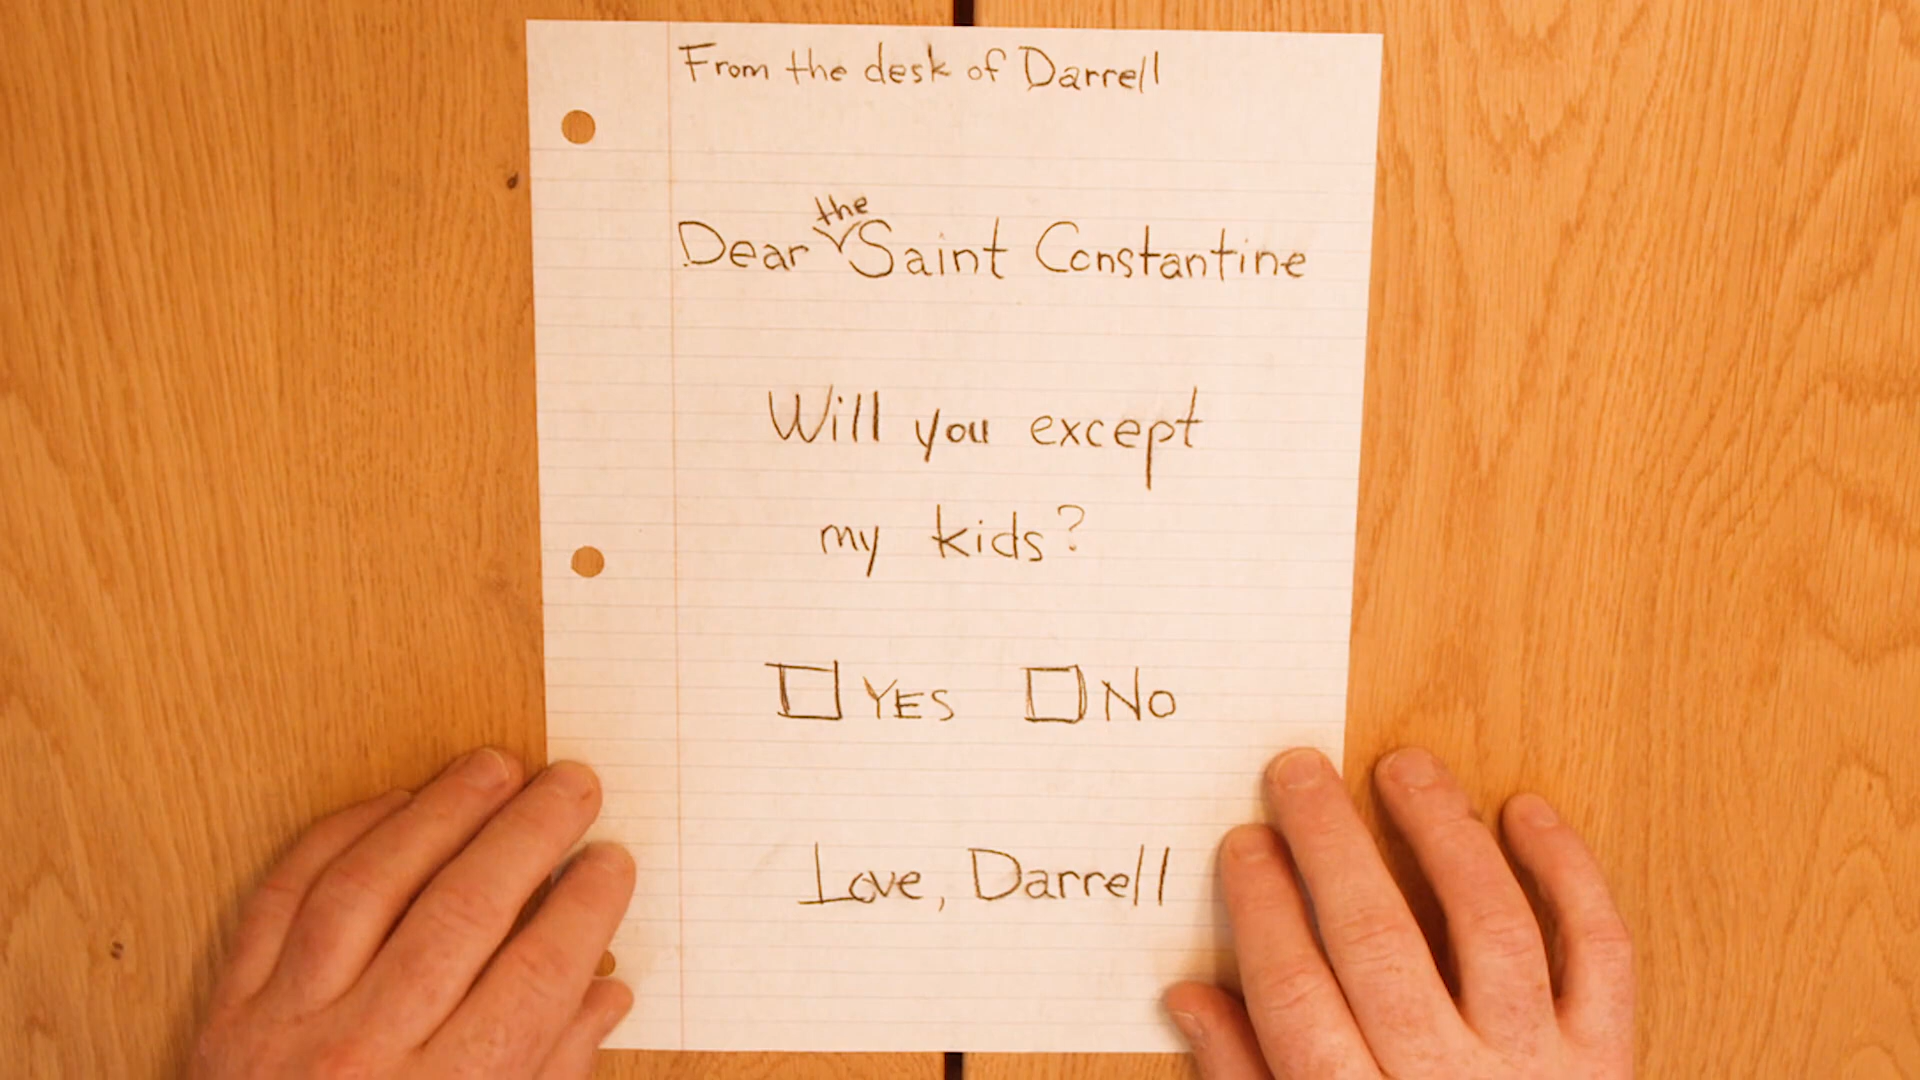 From the desk of Darrell
Dear the Saint Constantine
Will you except
my kids?
YES NO
Love, Darrell